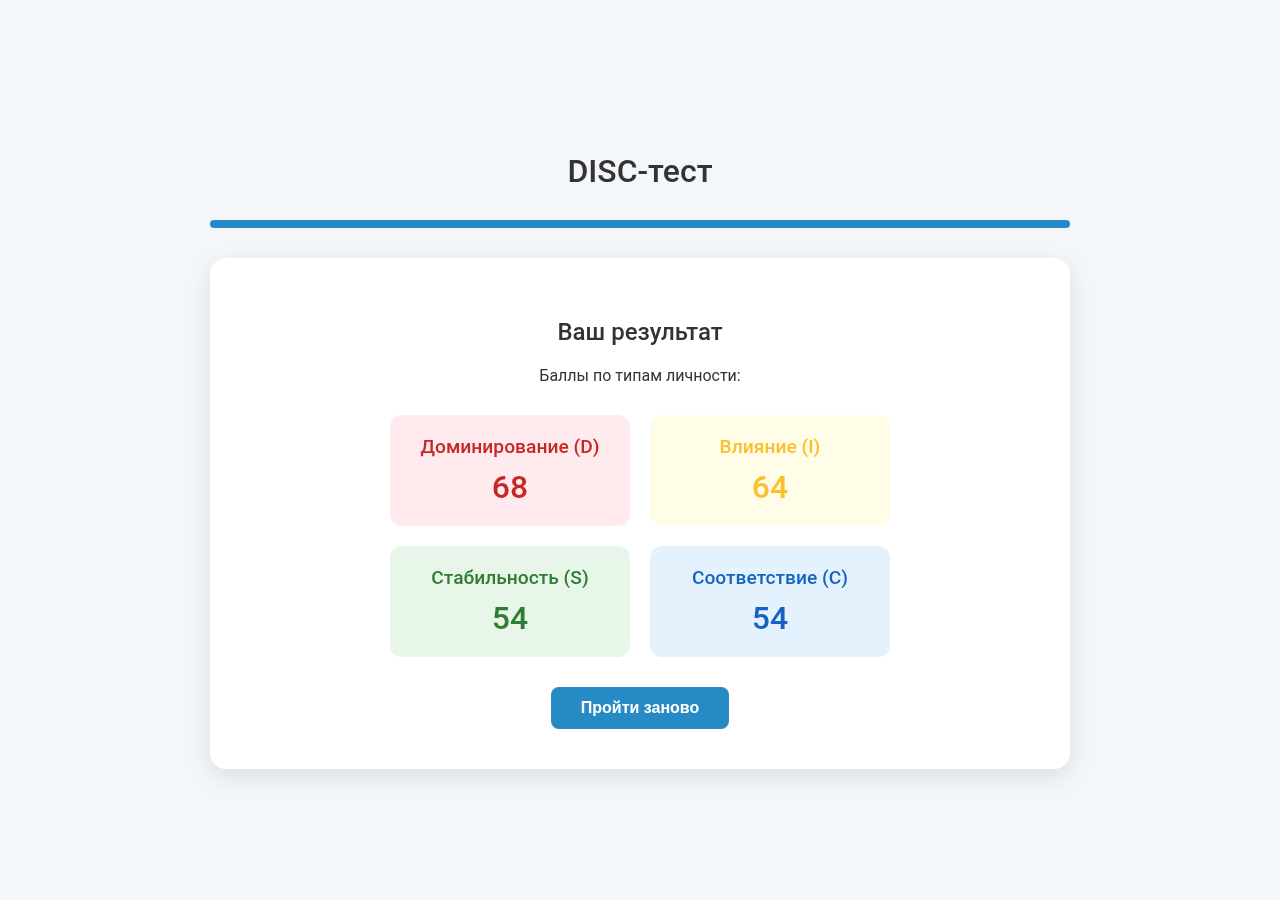 DISC-тест
Ваш результат
Баллы по типам личности:
Доминирование (D)
68
Влияние (I)
64
Стабильность (S)
54
Соответствие (C)
54
Пройти заново